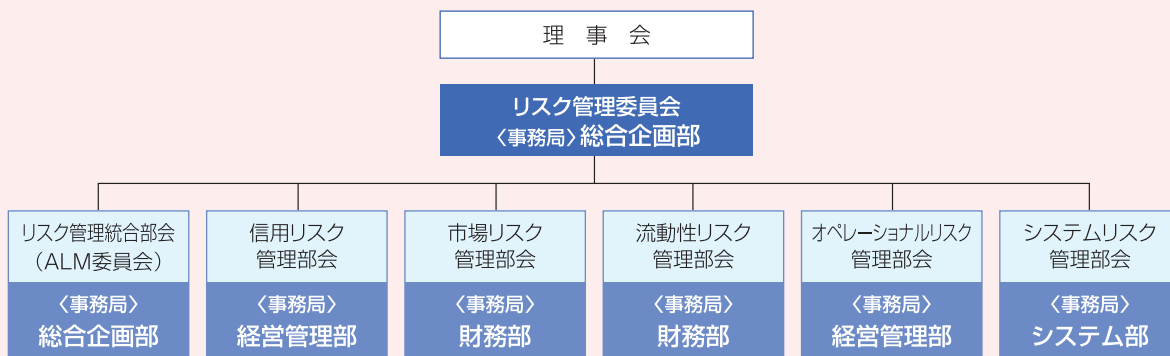 理　事　会
リスク管理委員会
〈事務局〉総合企画部
リスク管理統合部会
（ALM委員会）
〈事務局〉
総合企画部
信用リスク
管理部会
〈事務局〉
経営管理部
市場リスク
管理部会
〈事務局〉
財務部
流動性リスク
管理部会
〈事務局〉
財務部
オペレーショナルリスク
管理部会
〈事務局〉
経営管理部
システムリスク
管理部会
〈事務局〉
システム部